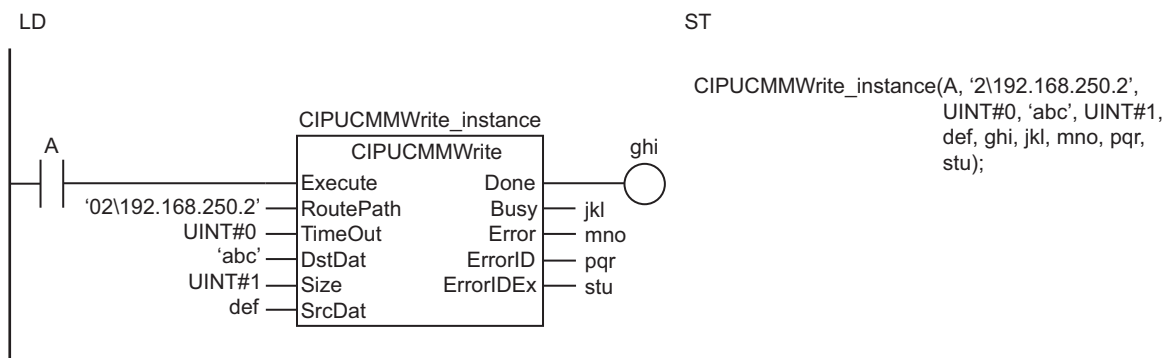 LD
ST
CIPUCMMWrite_instance(A, ‘2\192.168.250.2’,
UINT#0, ‘abc’, UINT#1,
def, ghi, jkl, mno, pqr,
stu);
CIPUCMMWrite_instance
A
CIPUCMMWrite
ghi
Execute Done
‘02\192.168.250.2’ RoutePath Busy jkl
UINT#0 TimeOut Error mno
‘abc’ DstDat ErrorID pqr
UINT#1 Size ErrorIDEx stu
def SrcDat